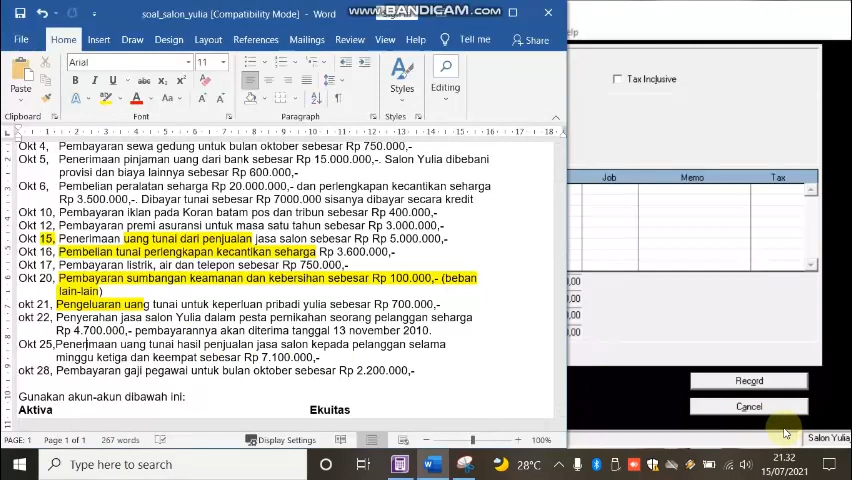 soal_salon_yulia [Compatibility Mode] - Word
www.BANDICAM.com
File Home Insert Draw Design Layout References Mailings Review View Help Tell me Share
elp
Arial 11
Paste Styles Editing
Clipboard Font Paragraph Styles
Tax Inclusive
Job Memo Tax
Okt 4, Pembayaran sewa gedung untuk bulan oktober sebesar Rp 750.000,-
Okt 5, Penerimaan pinjaman uang dari bank sebesar Rp 15.000.000,-. Salon Yulia dibebani
provisi dan biaya lainnya sebesar Rp 600.000,-
Okt 6, Pembelian peralatan seharga Rp 20.000.000,- dan perlengkapan kecantikan seharga
Rp 3.500.000,-. Dibayar tunai sebesar Rp 7000.000 sisanya dibayar secara kredit
Okt 10, Pembayaran iklan pada Koran batam pos dan tribun sebesar Rp 400.000,-
Okt 12, Pembayaran premi asuransi untuk masa satu tahun sebesar Rp 3.000.000,-
Okt 15, Penerimaan uang tunai dari penjualan jasa salon sebesar Rp 5.000.000,-
Okt 16, Pembelian tunai perlengkapan kecantikan seharga Rp 3.600.000,-
Okt 17, Pembayaran listrik, air dan telepon sebesar Rp 750.000,-
Okt 20, Pembayaran sumbangan keamanan dan kebersihan sebesar Rp 100.000,- (beban
lain-lain)
okt 21, Pengeluaran uang tunai untuk keperluan pribadi yulia sebesar Rp 700.000,-
okt 22, Penyerahan jasa salon Yulia dalam pesta pernikahan seorang pelanggan seharga
Rp 4.700.000,- pembayarannya akan diterima tanggal 13 november 2010.
Okt 25,Penerimaan uang tunai hasil penjualan jasa salon kepada pelanggan selama
minggu ketiga dan keempat sebesar Rp 7.100.000,-
okt 28, Pembayaran gaji pegawai untuk bulan oktober sebesar Rp 2.200.000,-
Gunakan akun-akun dibawah ini:
Aktiva Ekuitas
Record
Cancel
Salon Yulia
PAGE: 1 Page 1 of 1 267 words Display Settings 100%
Type here to search
28°C
21.32
15/07/2021